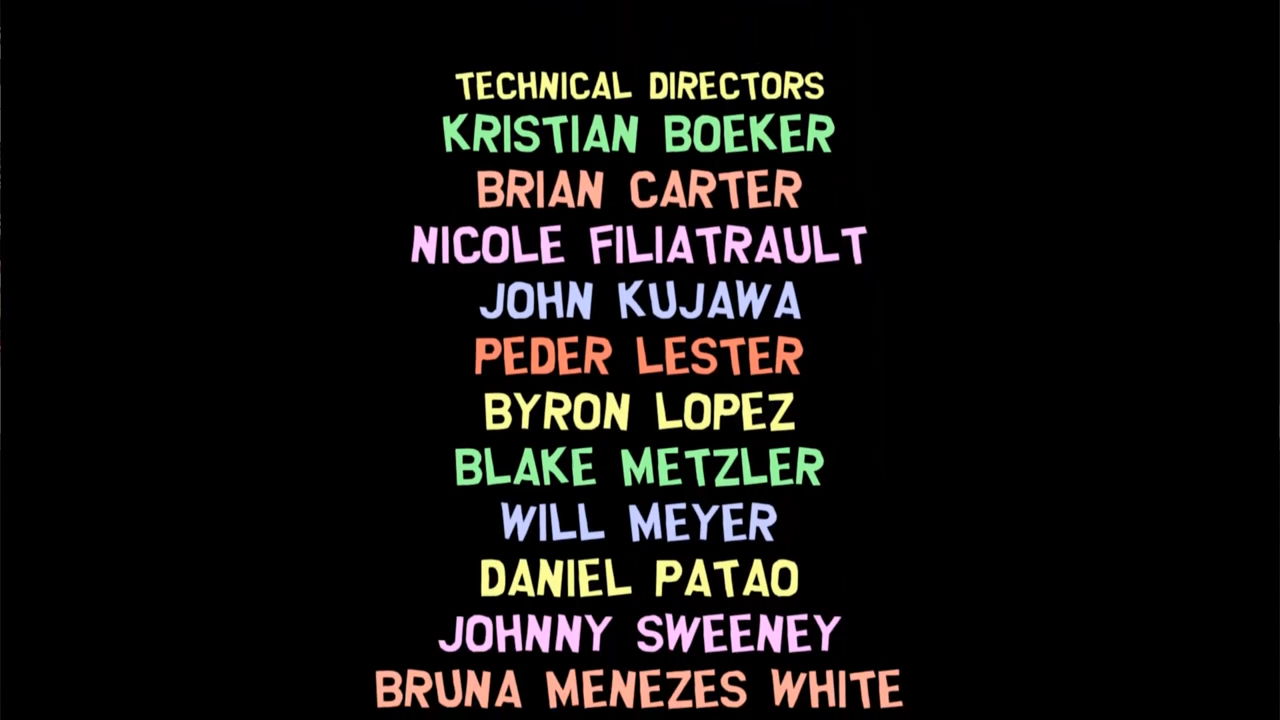 TECHNICAL DIRECTORS
KRISTIAN BOEKER
BRIAN CARTER
NICOLE FILIATRAULT
JOHN KUJAWA
PEDER LESTER
BYRON LOPEZ
BLAKE METZLER
WILL MEYER
DANIEL PATAO
JOHNNY SWEENEY
BRUNA MENEZES WHITE